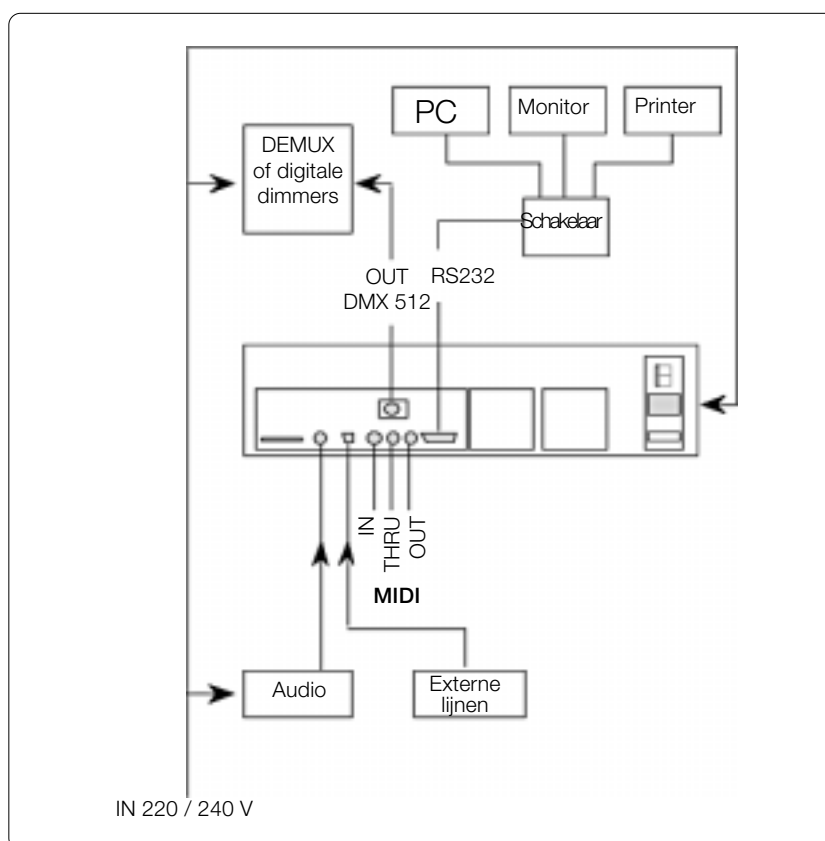 PC
Monitor
Printer
DEMUX
of digitale
dimmers
Schakelaar
OUT
DMX 512
RS232
IN
THRU
OUT
MIDI
Audio
Externe
lijnen
IN 220 / 240 V